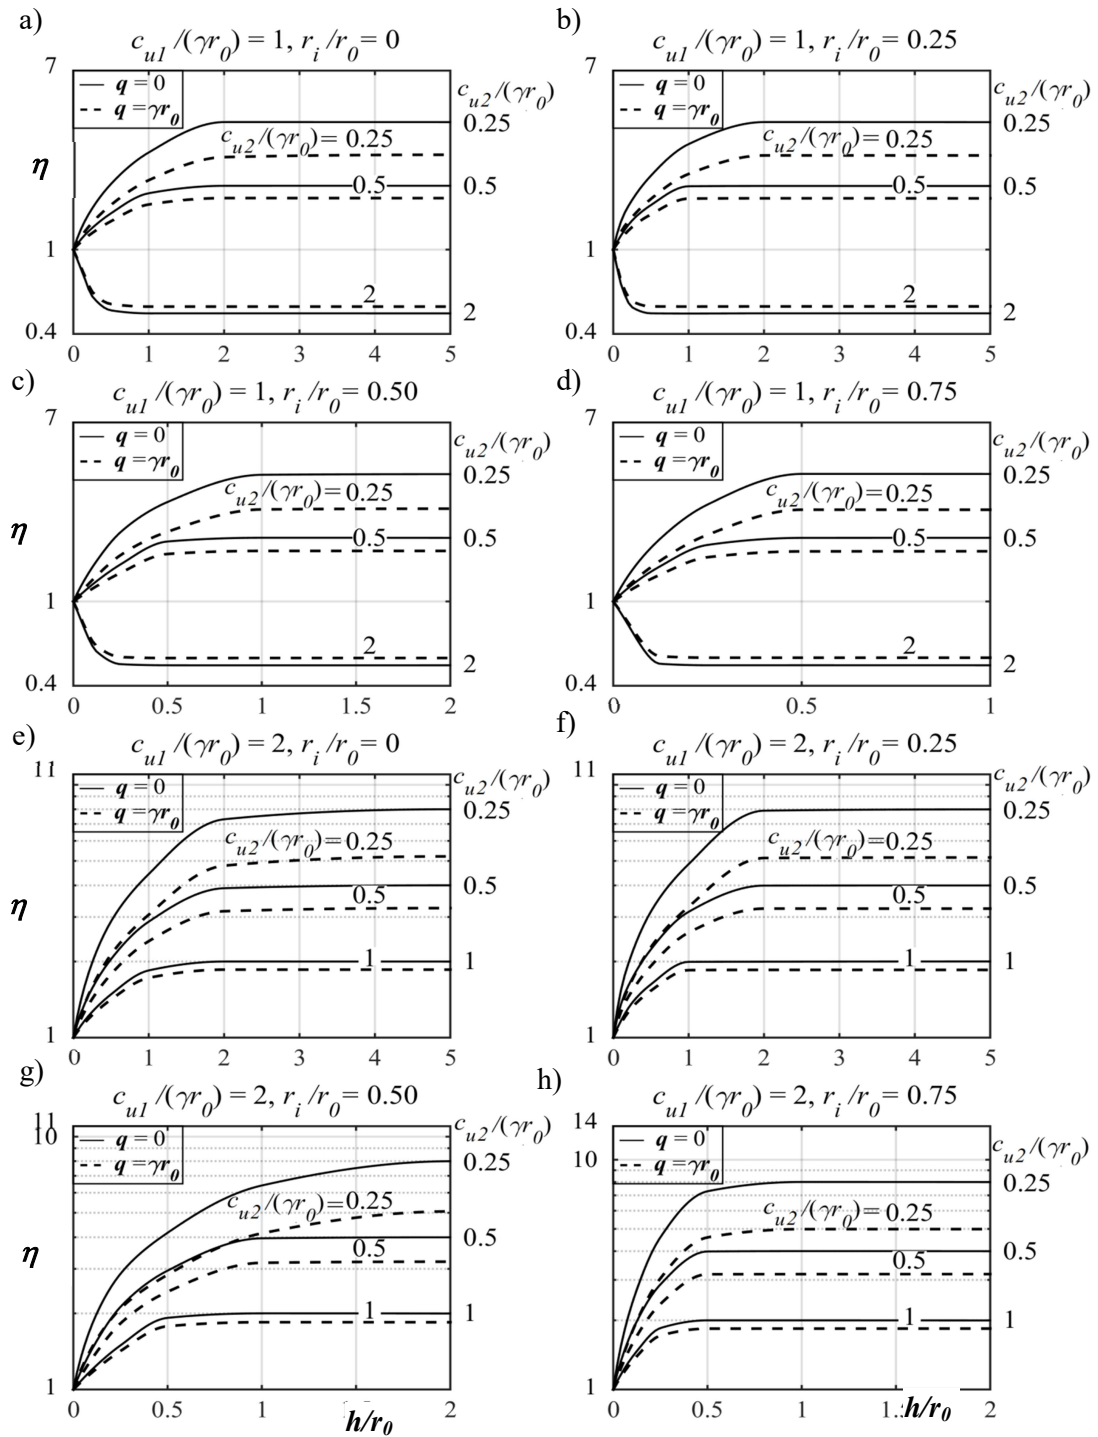 a)
c_u1/(γr_0) = 1, r_i/r_0 = 0
7
q = 0
q = γr_0
c_u2/(γr_0)
0.25
c_u2/(γr_0) = 0.25
η
0.5
0.5
1
2
2
0.4
0 1 2 3 4 5
b)
c_u1/(γr_0) = 1, r_i/r_0 = 0.25
7
q = 0
q = γr_0
c_u2/(γr_0)
0.25
c_u2/(γr_0) = 0.25
0.5
0.5
1
2
2
0.4
0 1 2 3 4 5
c)
c_u1/(γr_0) = 1, r_i/r_0 = 0.50
7
q = 0
q = γr_0
c_u2/(γr_0)
0.25
c_u2/(γr_0) = 0.25
η
0.5
0.5
1
2
2
0.4
0 0.5 1 1.5 2
d)
c_u1/(γr_0) = 1, r_i/r_0 = 0.75
7
q = 0
q = γr_0
c_u2/(γr_0)
0.25
c_u2/(γr_0) = 0.25
0.5
0.5
1
2
2
0.4
0 0.5 1
e)
c_u1/(γr_0) = 2, r_i/r_0 = 0
11
q = 0
q = γr_0
c_u2/(γr_0)
0.25
c_u2/(γr_0) = 0.25
0.5
0.5
η
1
1
1
0 1 2 3 4 5
f)
c_u1/(γr_0) = 2, r_i/r_0 = 0.25
11
q = 0
q = γr_0
c_u2/(γr_0)
0.25
c_u2/(γr_0) = 0.25
0.5
0.5
1
1
1
0 1 2 3 4 5
g)
c_u1/(γr_0) = 2, r_i/r_0 = 0.50
11
10
q = 0
q = γr_0
c_u2/(γr_0)
0.25
c_u2/(γr_0) = 0.25
0.5
0.5
η
1
1
1
0 0.5 1 1.5 2
h/r_0
h)
c_u1/(γr_0) = 2, r_i/r_0 = 0.75
14
10
q = 0
q = γr_0
c_u2/(γr_0)
0.25
c_u2/(γr_0) = 0.25
0.5
0.5
1
1
1
0 0.5 1 1. 2
h/r_0